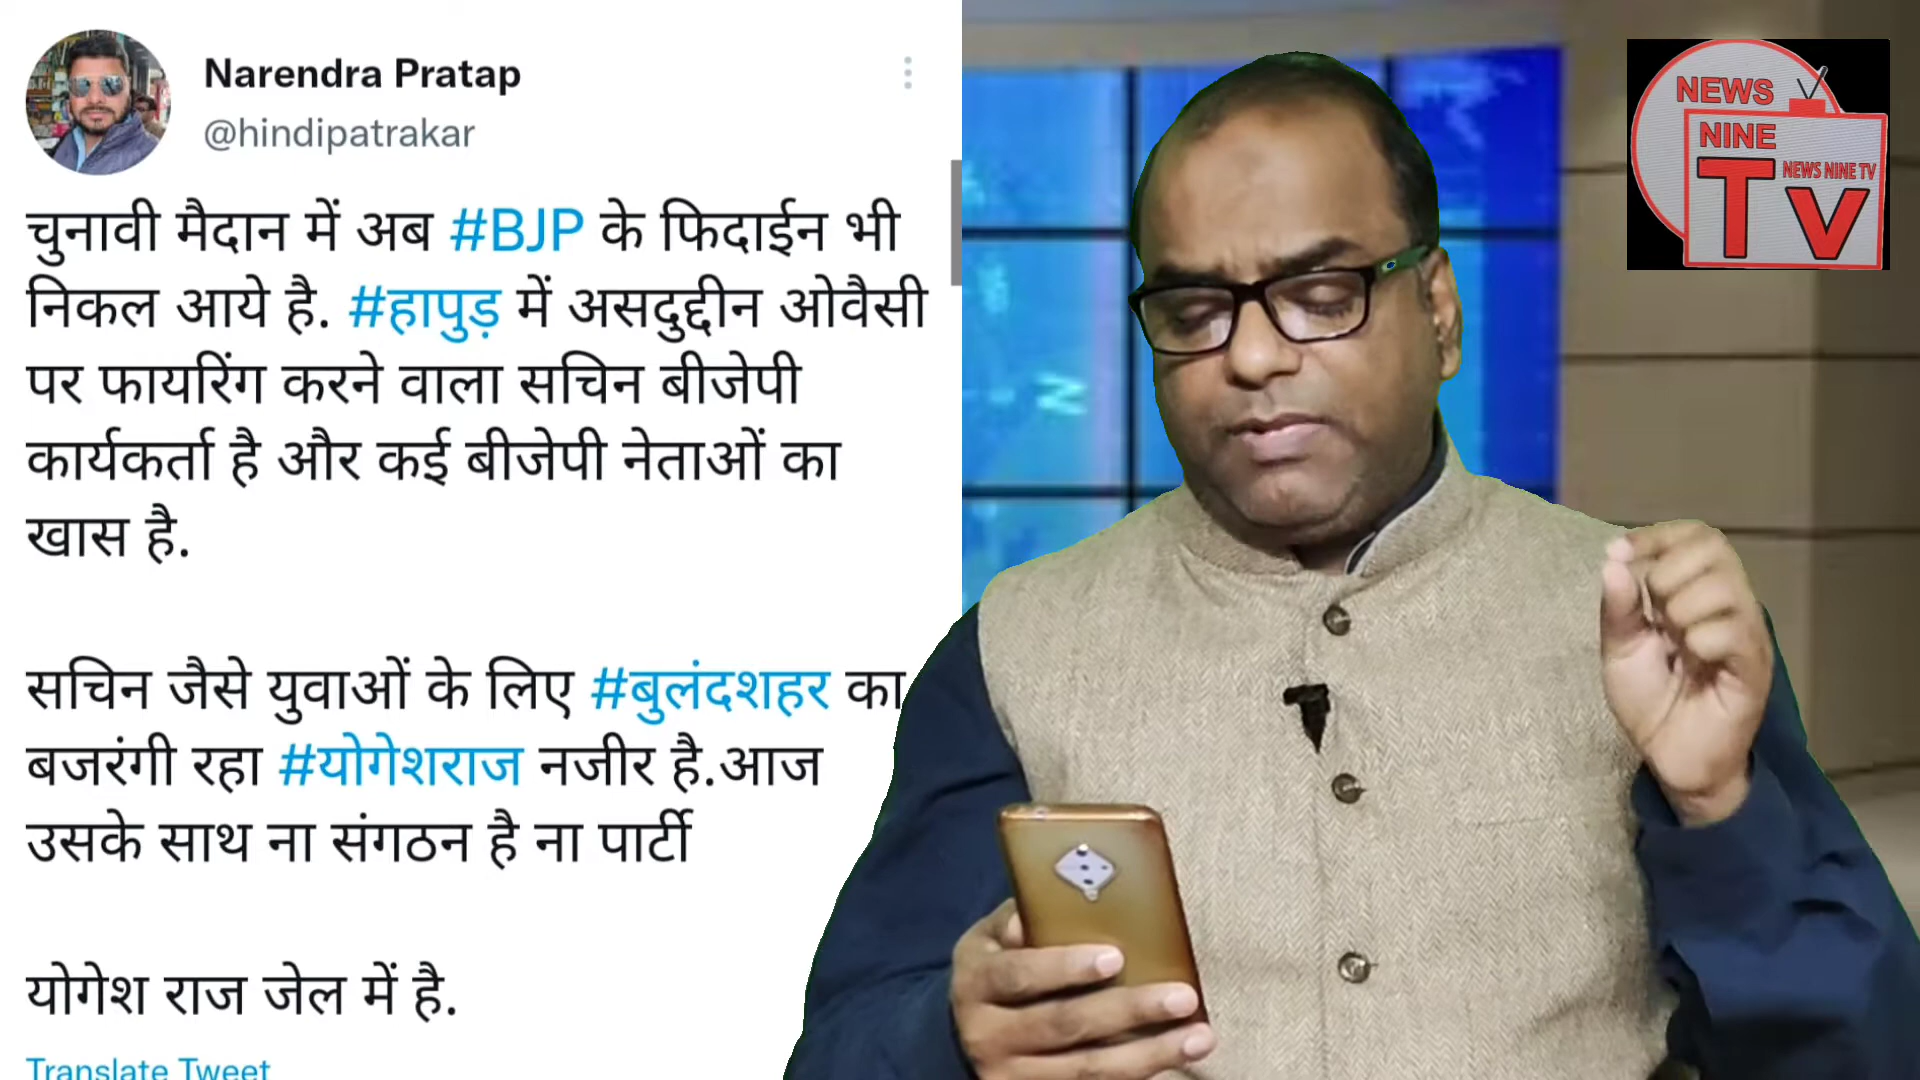 Narendra Pratap
@hindipatrakar
चुनावी मैदान में अब #BJP के फिदाईन भी
निकल आये है. #हापुड़ में असदुद्दीन ओवैसी
पर फायरिंग करने वाला सचिन बीजेपी
कार्यकर्ता है और कई बीजेपी नेताओं का
खास है.
सचिन जैसे युवाओं के लिए #बुलंदशहर का
बजरंगी रहा #योगेशराज नजीर है.आज
उसके साथ ना संगठन है ना पार्टी
योगेश राज जेल में है.
Translate Tweet
NEWS
NINE
TV
NEWS NINE TV